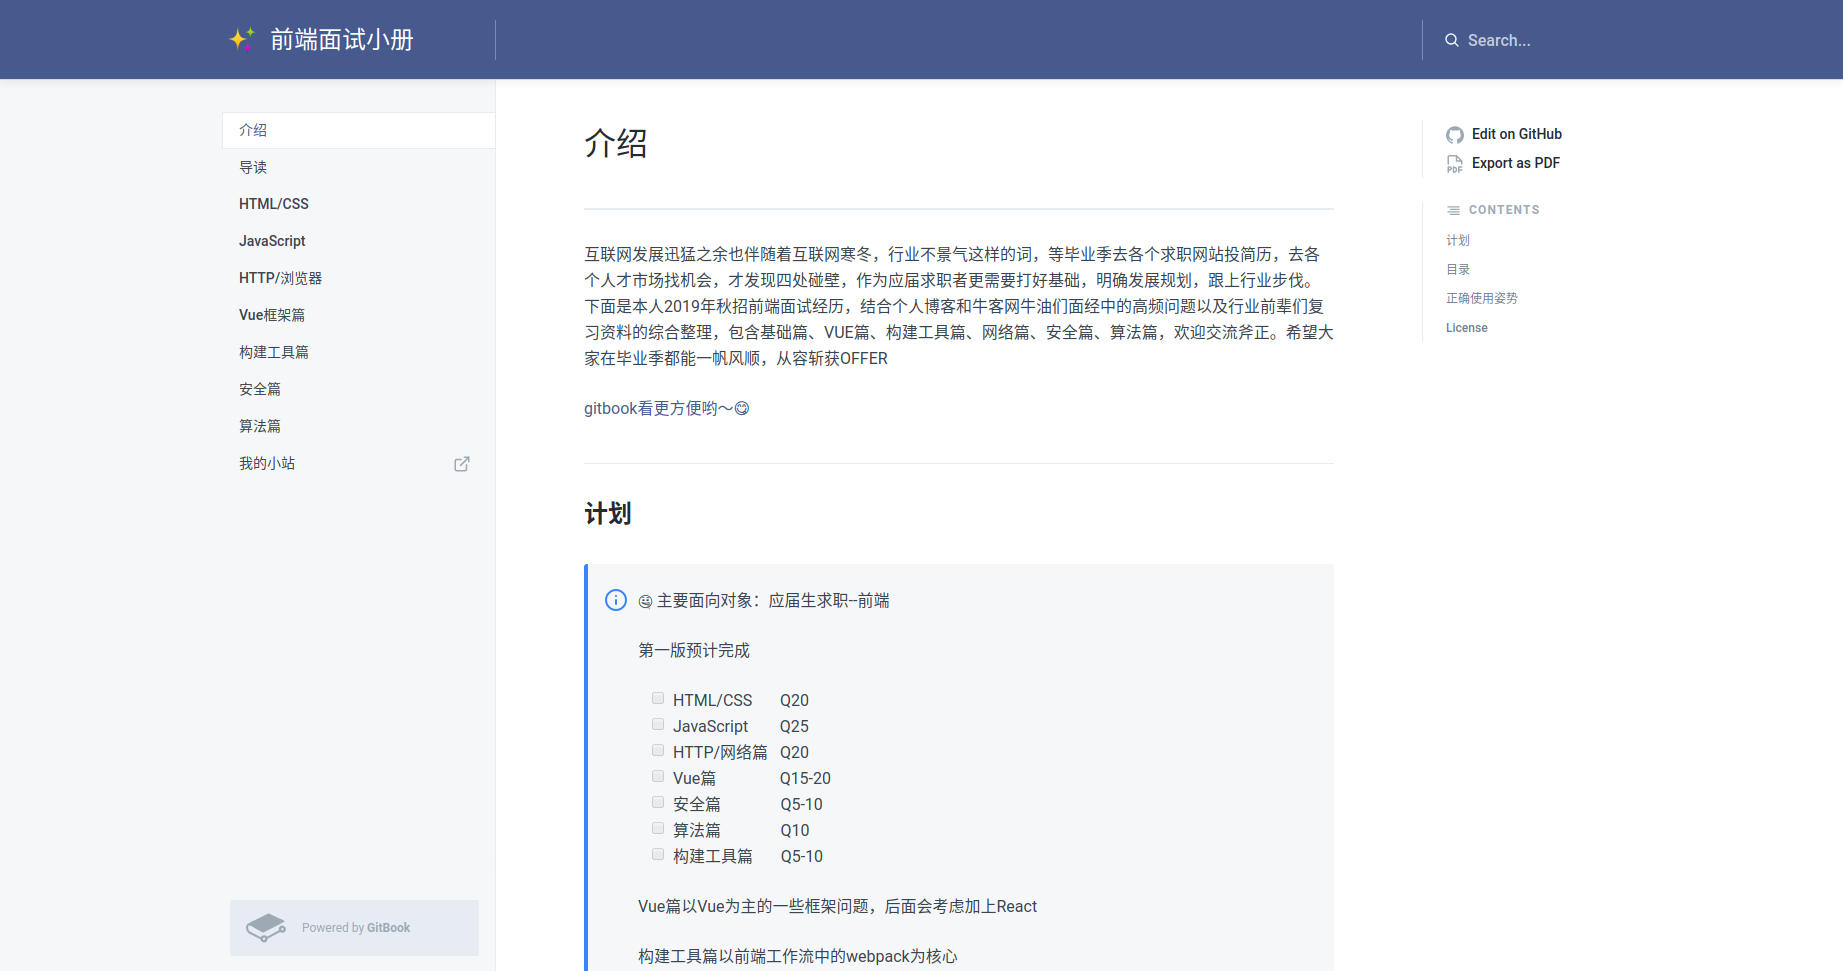 前端面试小册
Search...
介绍
导读
HTML/CSS
JavaScript
HTTP/浏览器
Vue框架篇
构建工具篇
安全篇
算法篇
我的小站
Powered by GitBook
介绍
互联网发展迅猛之余也伴随着互联网寒冬，行业不景气这样的词，等毕业季去各个求职网站投简历，去各
个人才市场找机会，才发现四处碰壁，作为应届求职者更需要打好基础，明确发展规划，跟上行业步伐。
下面是本人2019年秋招前端面试经历，结合个人博客和牛客网牛油们面经中的高频问题以及行业前辈们复
习资料的综合整理，包含基础篇、VUE篇、构建工具篇、网络篇、安全篇、算法篇，欢迎交流斧正。希望大
家在毕业季都能一帆风顺，从容斩获OFFER
gitbook看更方便哟～😋
计划
🤐 主要面向对象：应届生求职--前端
第一版预计完成
HTML/CSS Q20
JavaScript Q25
HTTP/网络篇 Q20
Vue篇 Q15-20
安全篇 Q5-10
算法篇 Q10
构建工具篇 Q5-10
Vue篇以Vue为主的一些框架问题，后面会考虑加上React
构建工具篇以前端工作流中的webpack为核心
Edit on GitHub
PDF Export as PDF
CONTENTS
计划
目录
正确使用姿势
License